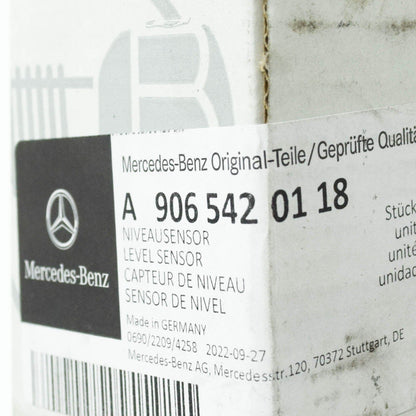 Mercedes-Benz Original-Teile/Geprüfte Qualitä
A 906 542 01 18
NIVEAUSENSOR
LEVEL SENSOR
CAPTEUR DE NIVEAU
SENSOR DE NIVEL
Stück
unit
unité
unidad
Mercedes-Benz
Made in GERMANY
0690/2209/4258 2022-09-27
Mercedes-Benz AG, Mercedesstr.120, 70372 Stuttgart, DE